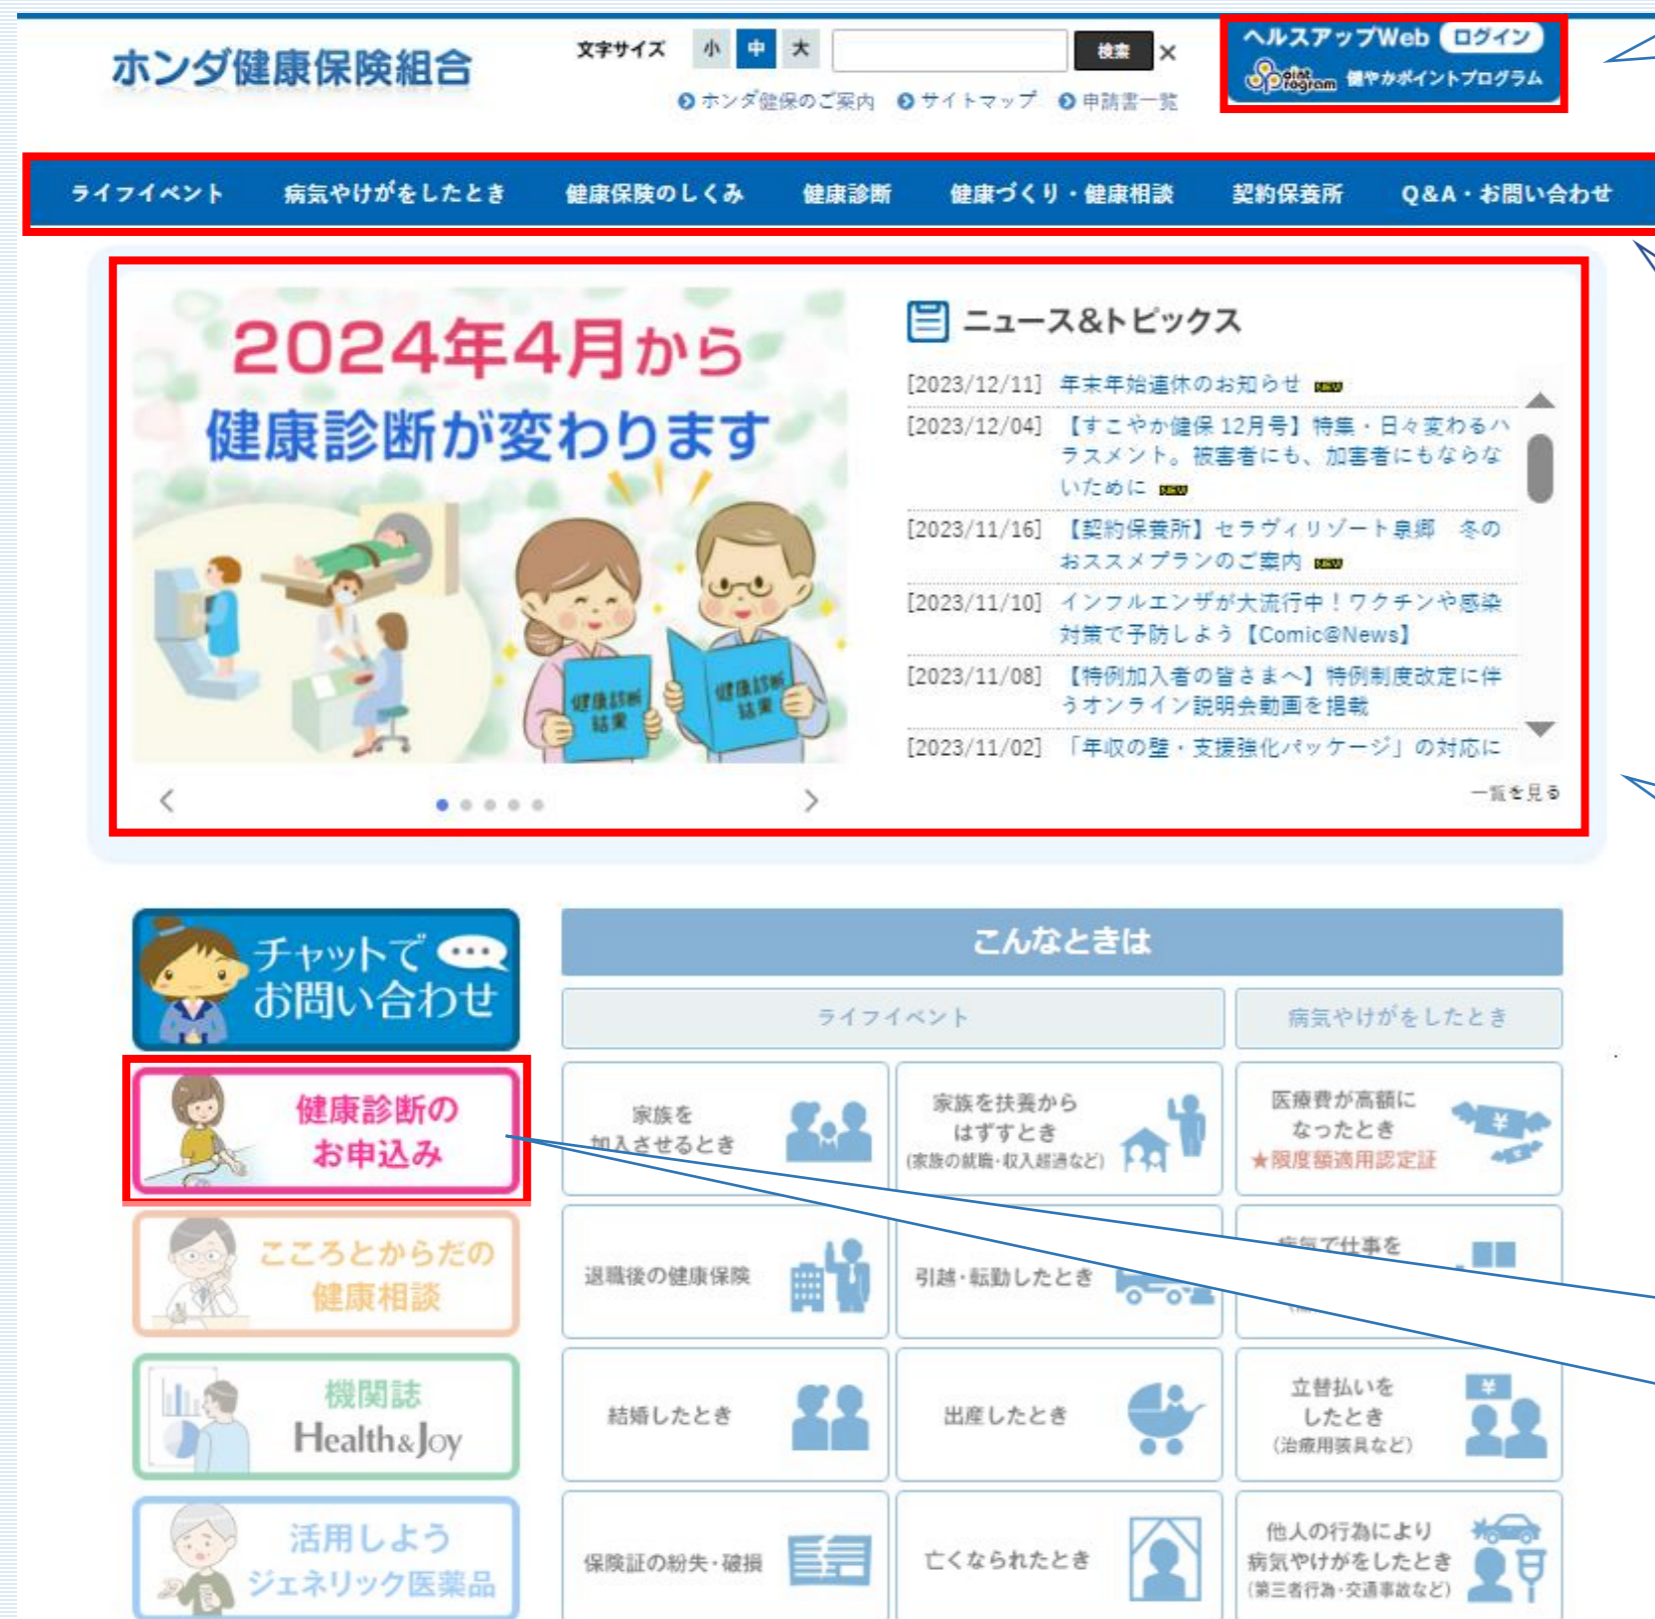 ホンダ健康保険組合
文字サイズ 小 中 大 検索 ×
ホンダ健保のご案内 サイトマップ 申請書一覧
ヘルスアップWeb ログイン
Point Program 健やかポイントプログラム
ライフイベント 病気やけがをしたとき 健康保険のしくみ 健康診断 健康づくり・健康相談 契約保養所 Q&A・お問い合わせ
2024年4月から
健康診断が変わります
健康診断
結果
健康診断
結果
ニュース&トピックス
[2023/12/11] 年末年始連休のお知らせ NEW
[2023/12/04] 【すこやか健保 12月号】特集・日々変わるハ
ラスメント。被害者にも、加害者にもならな
いために NEW
[2023/11/16] 【契約保養所】セラヴィリゾート泉郷 冬の
おススメプランのご案内 NEW
[2023/11/10] インフルエンザが大流行中!ワクチンや感染
対策で予防しよう【Comic@News】
[2023/11/08] 【特例加入者の皆さまへ】特例制度改定に伴
うオンライン説明会動画を掲載
[2023/11/02] 「年収の壁・支援強化パッケージ」の対応に
一覧を見る
チャットで
お問い合わせ
健康診断の
お申込み
こころとからだの
健康相談
機関誌
Health&Joy
活用しよう
ジェネリック医薬品
こんなときは
ライフイベント 病気やけがをしたとき
家族を
加入させるとき
家族を扶養から
はずすとき
(家族の就職・収入超過など)
医療費が高額に
なったとき
★限度額適用認定証
退職後の健康保険
引越・転勤したとき
病気で仕事を
結婚したとき
出産したとき
立替払いを
したとき
(治療用装具など)
保険証の紛失・破損
亡くなられたとき
他人の行為により
病気やけがをしたとき
(第三者行為・交通事故など)